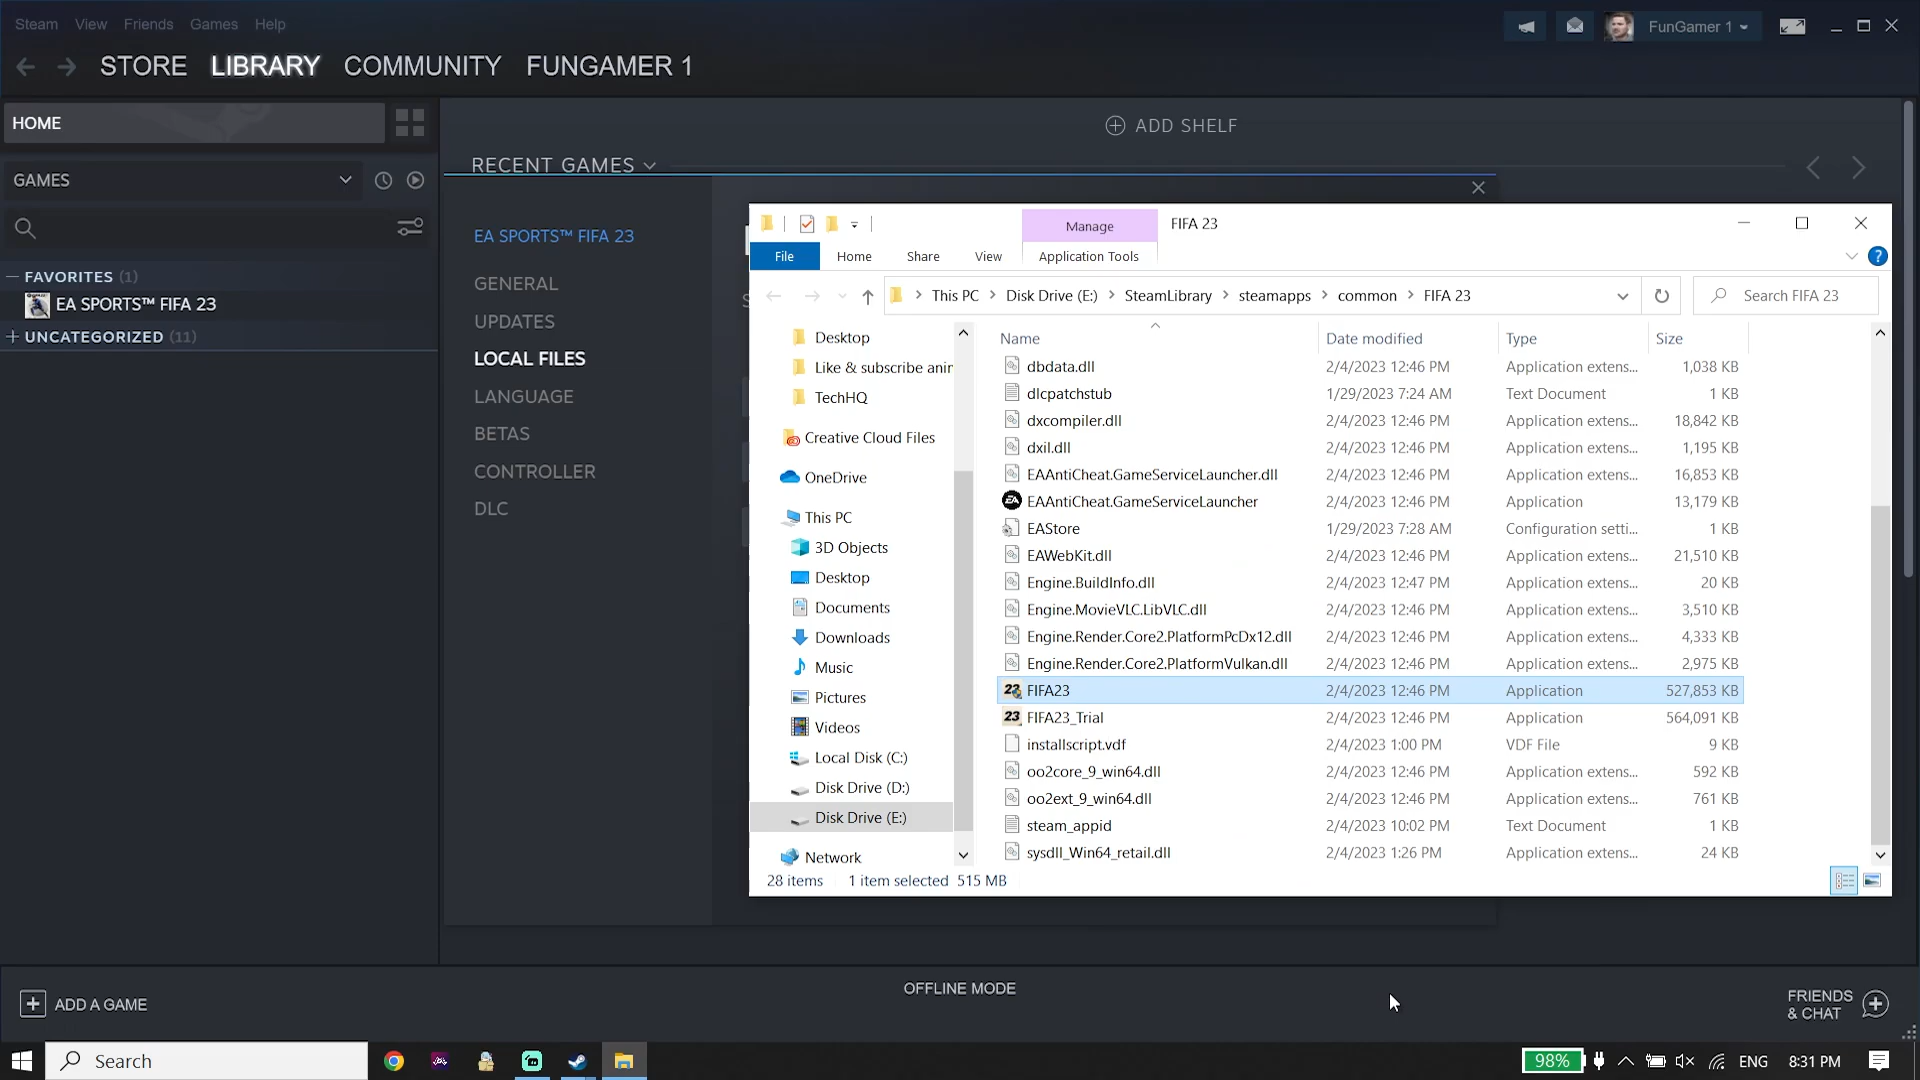 Steam View Friends Games Help
FunGamer 1
STORE LIBRARY COMMUNITY FUNGAMER 1
HOME
ADD SHELF
RECENT GAMES
GAMES
FAVORITES (1)
EA SPORTS™ FIFA 23
UNCATEGORIZED (11)
EA SPORTS™ FIFA 23
GENERAL
UPDATES
LOCAL FILES
LANGUAGE
BETAS
CONTROLLER
DLC
Manage FIFA 23
File Home Share View Application Tools
This PC Disk Drive (E:) SteamLibrary steamapps common FIFA 23
Search FIFA 23
Desktop
Like & subscribe anir
TechHQ
Creative Cloud Files
OneDrive
This PC
3D Objects
Desktop
Documents
Downloads
Music
Pictures
Videos
Local Disk (C:)
Disk Drive (D:)
Disk Drive (E:)
Network
Name Date modified Type Size
dbdata.dll 2/4/2023 12:46 PM Application extens... 1,038 KB
dlcpatchstub 1/29/2023 7:24 AM Text Document 1 KB
dxcompiler.dll 2/4/2023 12:46 PM Application extens... 18,842 KB
dxil.dll 2/4/2023 12:46 PM Application extens... 1,195 KB
EAAntiCheat.GameServiceLauncher.dll 2/4/2023 12:46 PM Application extens... 16,853 KB
EAAntiCheat.GameServiceLauncher 2/4/2023 12:46 PM Application 13,179 KB
EAStore 1/29/2023 7:28 AM Configuration setti... 1 KB
EAWebKit.dll 2/4/2023 12:46 PM Application extens... 21,510 KB
Engine.BuildInfo.dll 2/4/2023 12:47 PM Application extens... 20 KB
Engine.MovieVLC.LibVLC.dll 2/4/2023 12:46 PM Application extens... 3,510 KB
Engine.Render.Core2.PlatformPcDx12.dll 2/4/2023 12:46 PM Application extens... 4,333 KB
Engine.Render.Core2.PlatformVulkan.dll 2/4/2023 12:46 PM Application extens... 2,975 KB
FIFA23 2/4/2023 12:46 PM Application 527,853 KB
FIFA23_Trial 2/4/2023 12:46 PM Application 564,091 KB
installscript.vdf 2/4/2023 1:00 PM VDF File 9 KB
oo2core_9_win64.dll 2/4/2023 12:46 PM Application extens... 592 KB
oo2ext_9_win64.dll 2/4/2023 12:46 PM Application extens... 761 KB
steam_appid 2/4/2023 10:02 PM Text Document 1 KB
sysdll_Win64_retail.dll 2/4/2023 1:26 PM Application extens... 24 KB
28 items 1 item selected 515 MB
ADD A GAME
OFFLINE MODE
FRIENDS
& CHAT
Search
98% ENG 8:31 PM